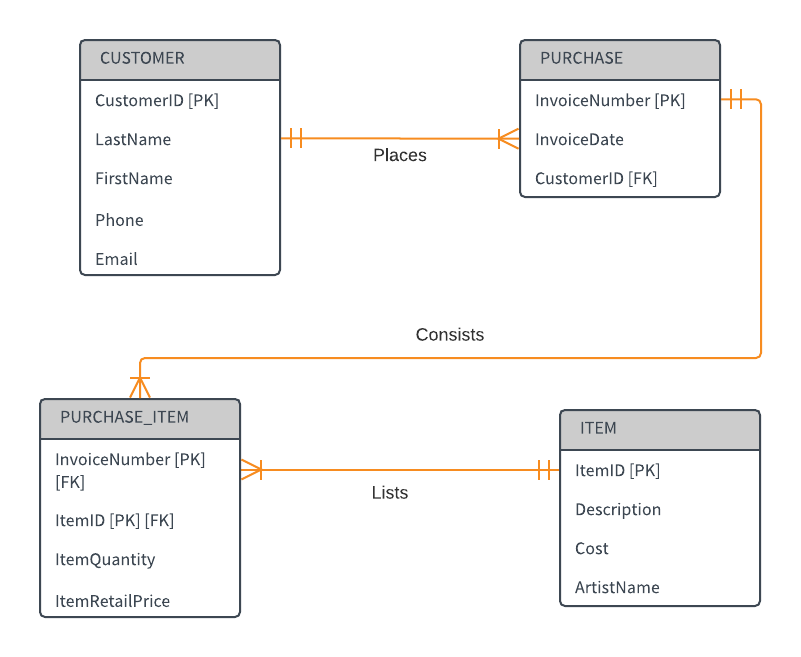 CUSTOMER
CustomerID [PK]
LastName
FirstName
Phone
Email
Places
PURCHASE
InvoiceNumber [PK]
InvoiceDate
CustomerID [FK]
Consists
PURCHASE_ITEM
InvoiceNumber [PK]
[FK]
ItemID [PK] [FK]
ItemQuantity
ItemRetailPrice
Lists
ITEM
ItemID [PK]
Description
Cost
ArtistName